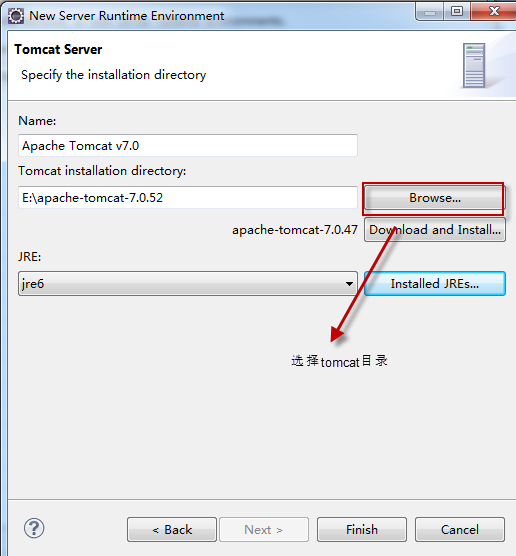 New Server Runtime Environment
Tomcat Server
Specify the installation directory
Name:
Apache Tomcat v7.0
Tomcat installation directory:
E:\apache-tomcat-7.0.52
Browse...
apache-tomcat-7.0.47
Download and Install...
JRE:
jre6
Installed JREs...
选择tomcat目录
?
< Back
Next >
Finish
Cancel